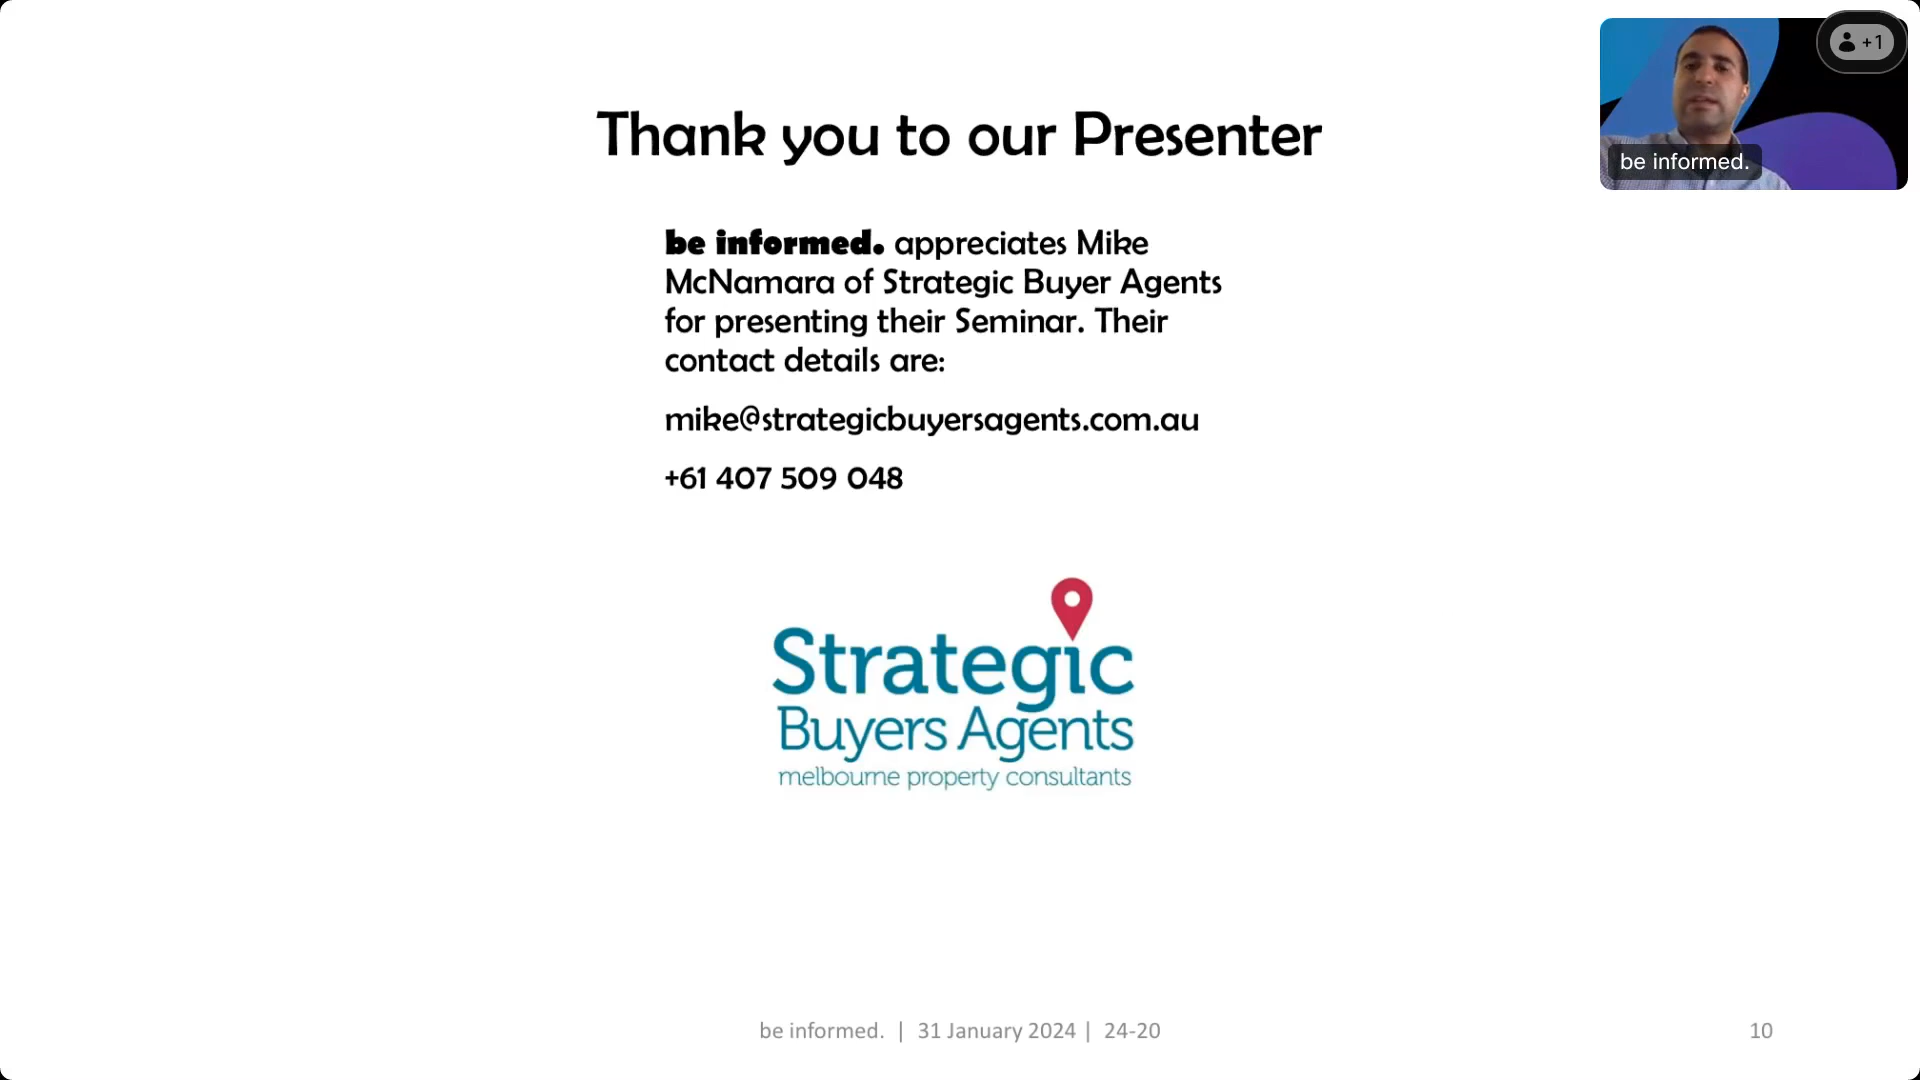 +1
be informed.
Thank you to our Presenter
be informed. appreciates Mike
McNamara of Strategic Buyer Agents
for presenting their Seminar. Their
contact details are:
mike@strategicbuyersagents.com.au
+61 407 509 048
Strategic
Buyers Agents
melbourne property consultants
be informed. | 31 January 2024 | 24-20
10